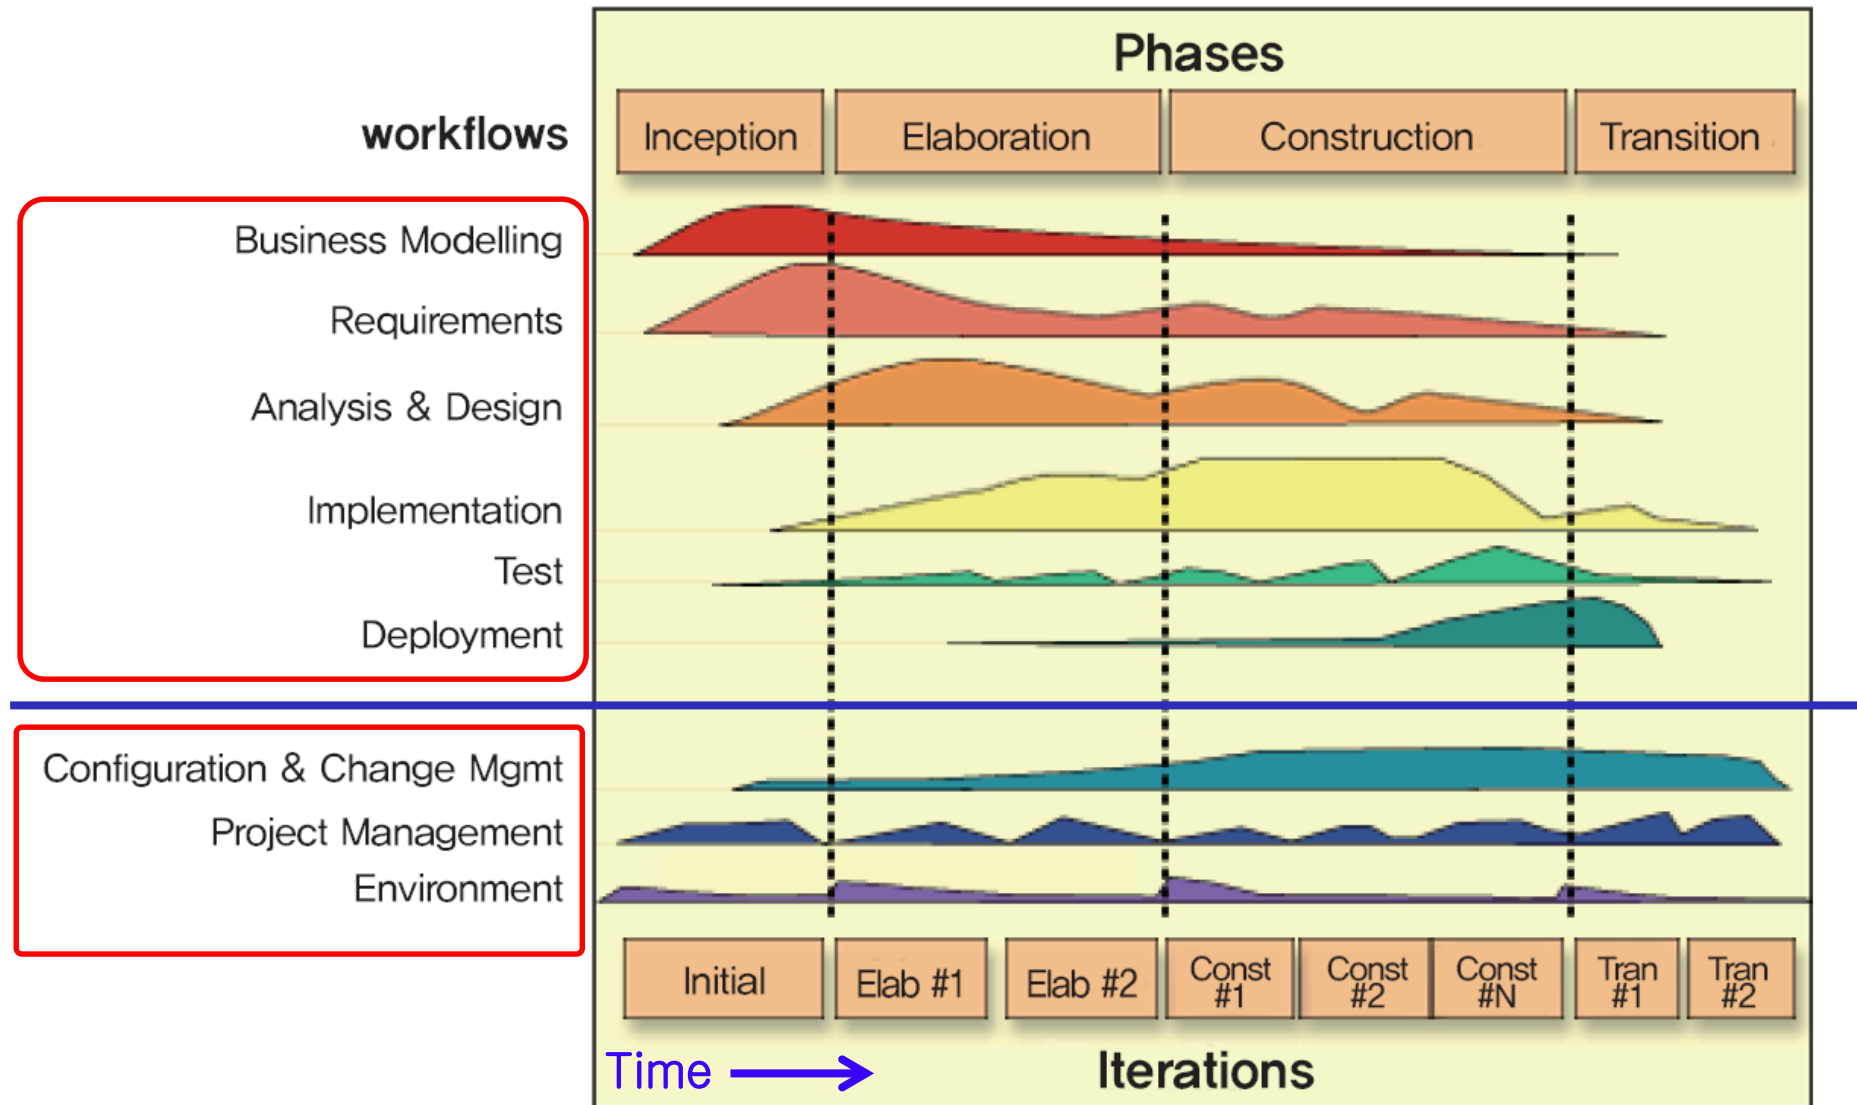 Phases
workflows
Inception
Elaboration
Construction
Transition
Business Modelling
Requirements
Analysis & Design
Implementation
Test
Deployment
Configuration & Change Mgmt
Project Management
Environment
Initial
Elab #1
Elab #2
Const
#1
Const
#2
Const
#N
Tran
#1
Tran
#2
Time
Iterations